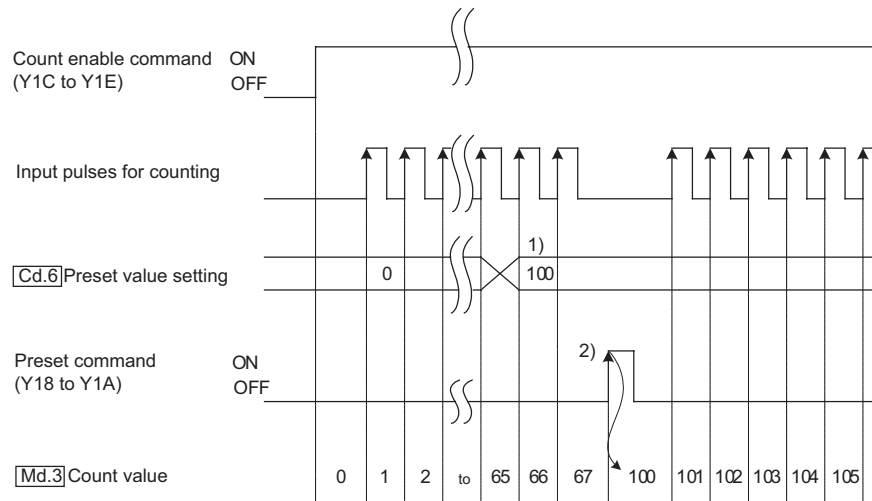 Count enable command ON
(Y1C to Y1E) OFF
Input pulses for counting
1)
Cd.6 Preset value setting 0 100
Preset command ON 2)
(Y18 to Y1A) OFF
Md.3 Count value 0 1 2 to 65 66 67 100 101 102 103 104 105